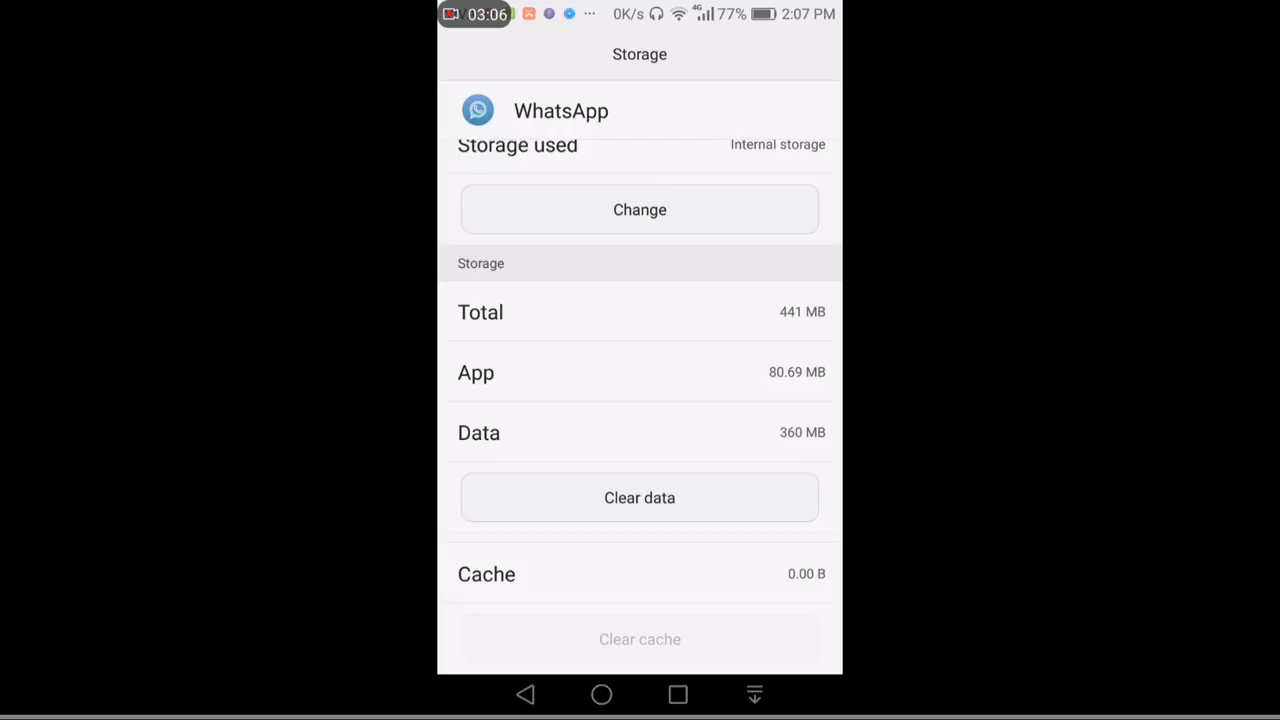 03:06 0K/s 4G 77% 2:07 PM
Storage
WhatsApp
Storage used Internal storage
Change
Storage
Total 441 MB
App 80.69 MB
Data 360 MB
Clear data
Cache 0.00 B
Clear cache